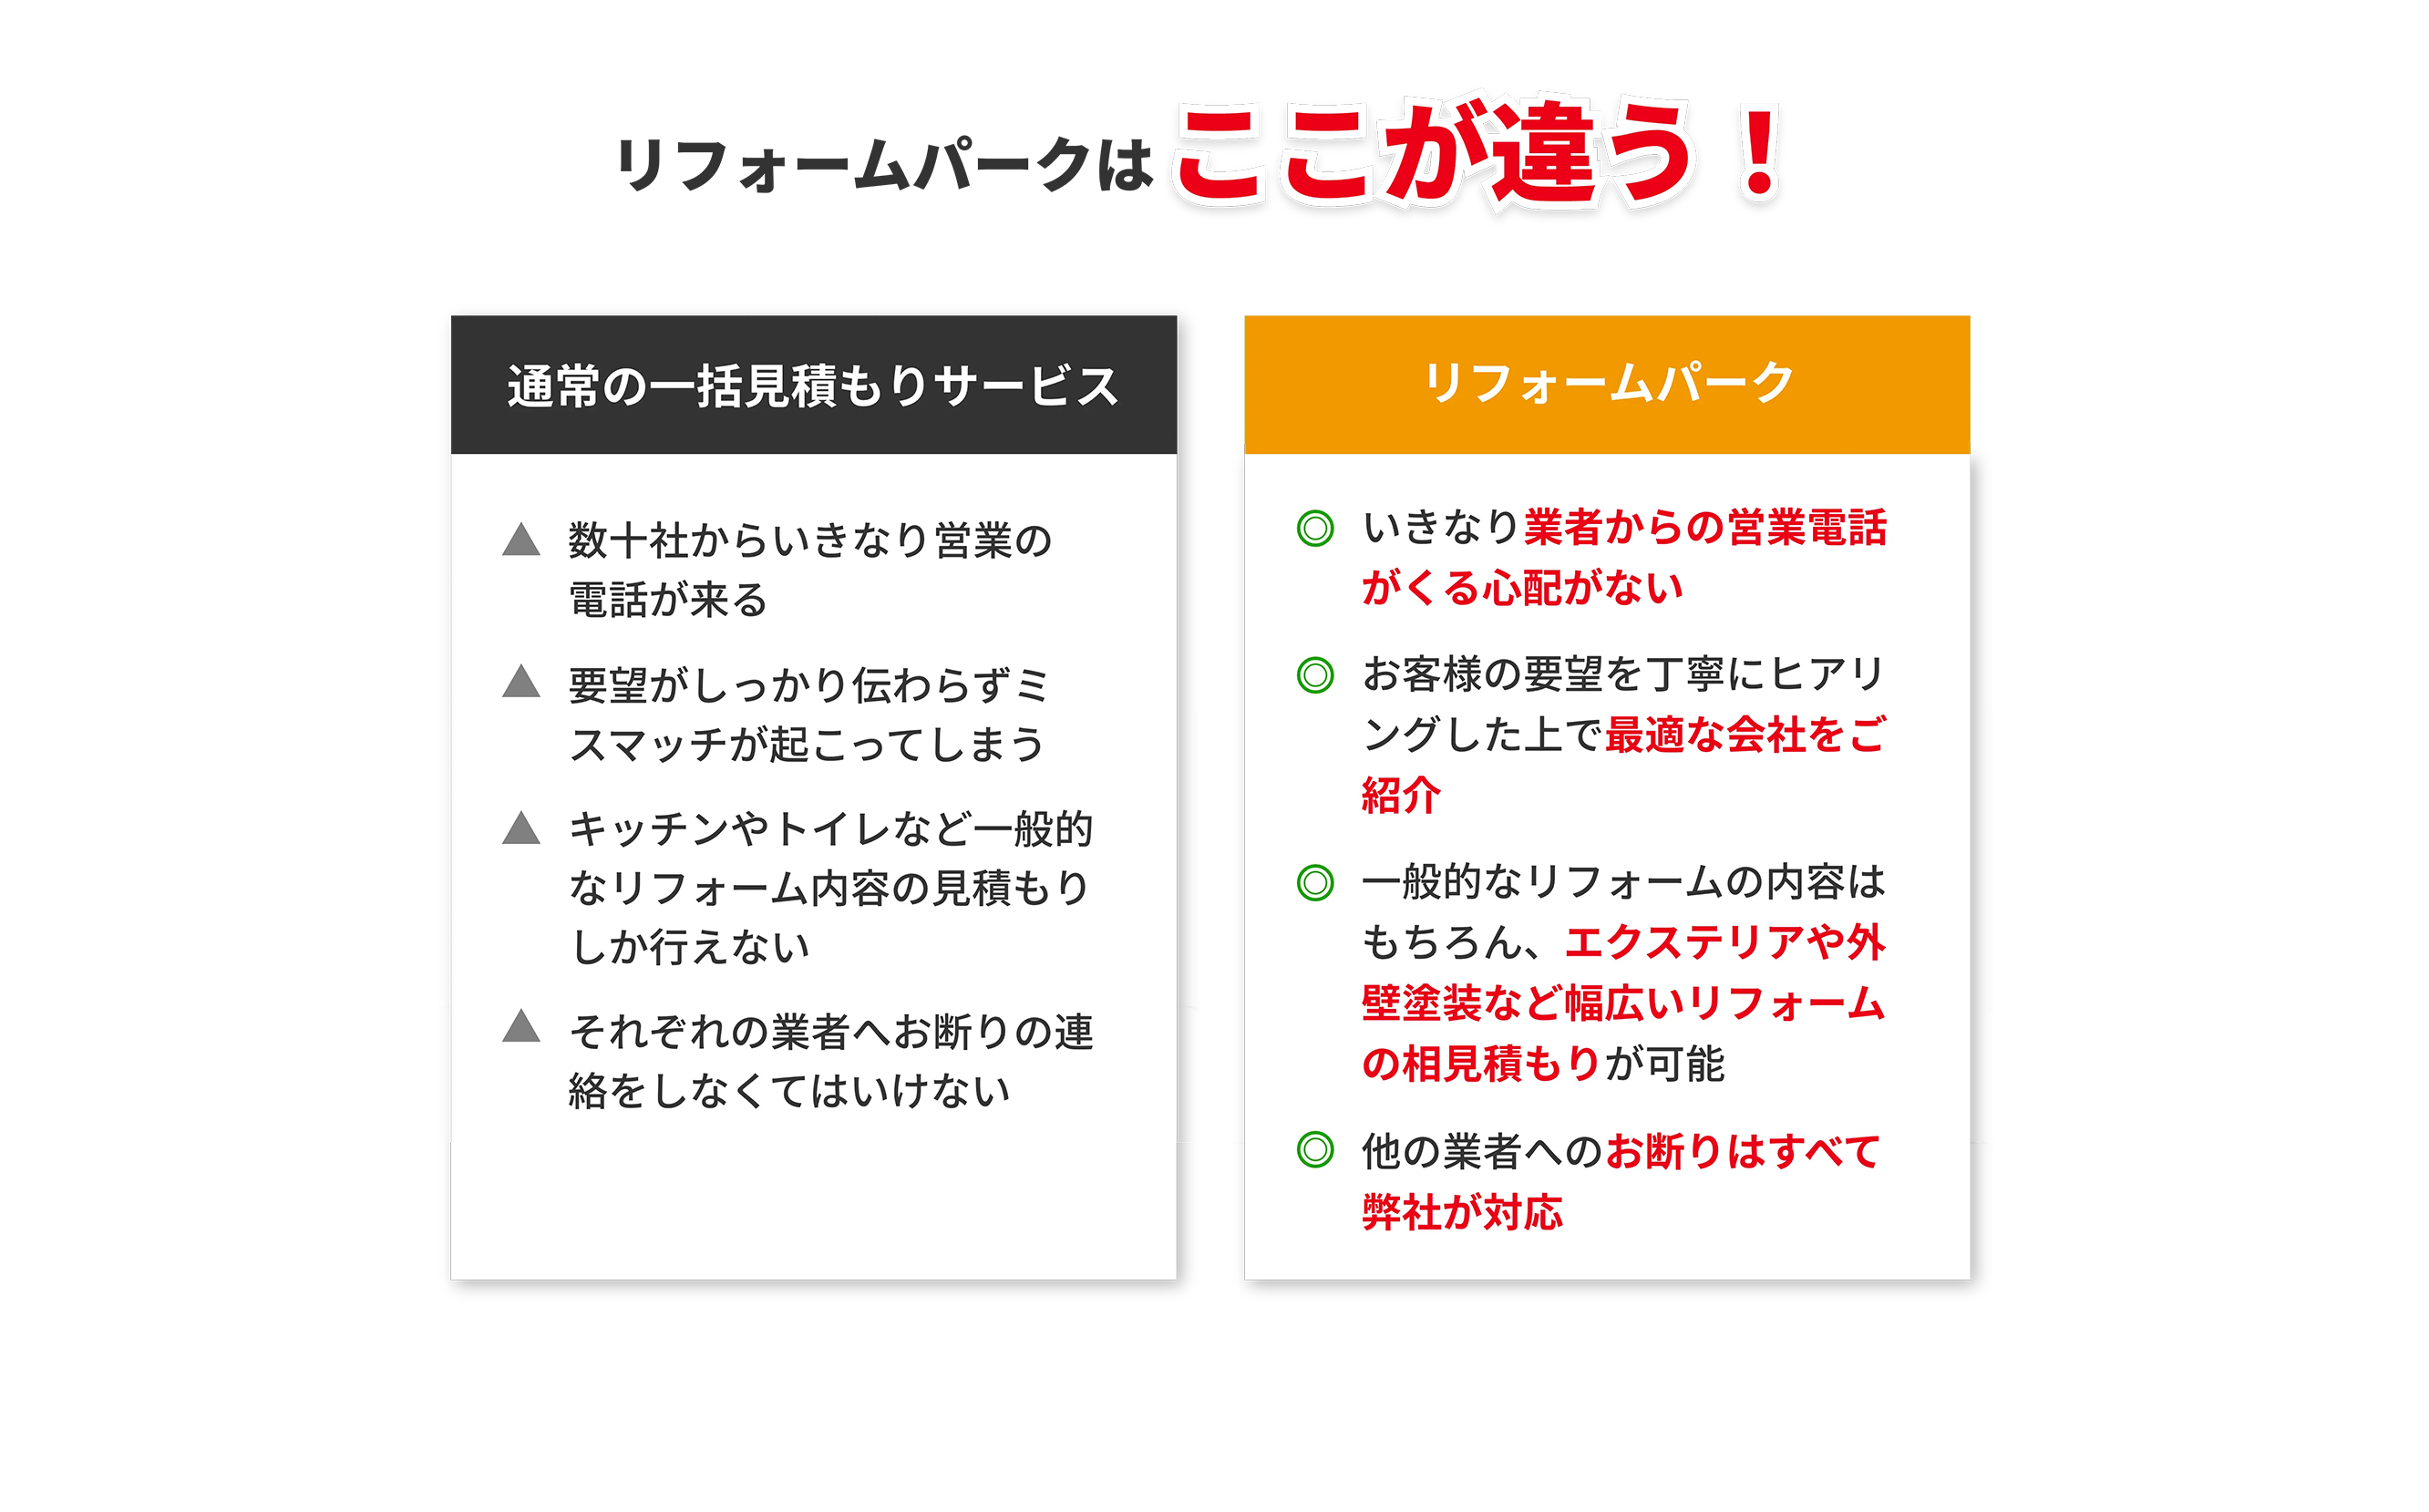 リフォームパークはここが違う！
通常の一括見積もりサービス
▲ 数十社からいきなり営業の
電話が来る
▲ 要望がしっかり伝わらずミ
スマッチが起こってしまう
▲ キッチンやトイレなど一般的
なリフォーム内容の見積もり
しか行えない
▲ それぞれの業者へお断りの連
絡をしなくてはいけない
リフォームパーク
◎ いきなり業者からの営業電話
がくる心配がない
◎ お客様の要望を丁寧にヒアリ
ングした上で最適な会社をご
紹介
◎ 一般的なリフォームの内容は
もちろん、エクステリアや外
壁塗装など幅広いリフォーム
の相見積もりが可能
◎ 他の業者へのお断りはすべて
弊社が対応